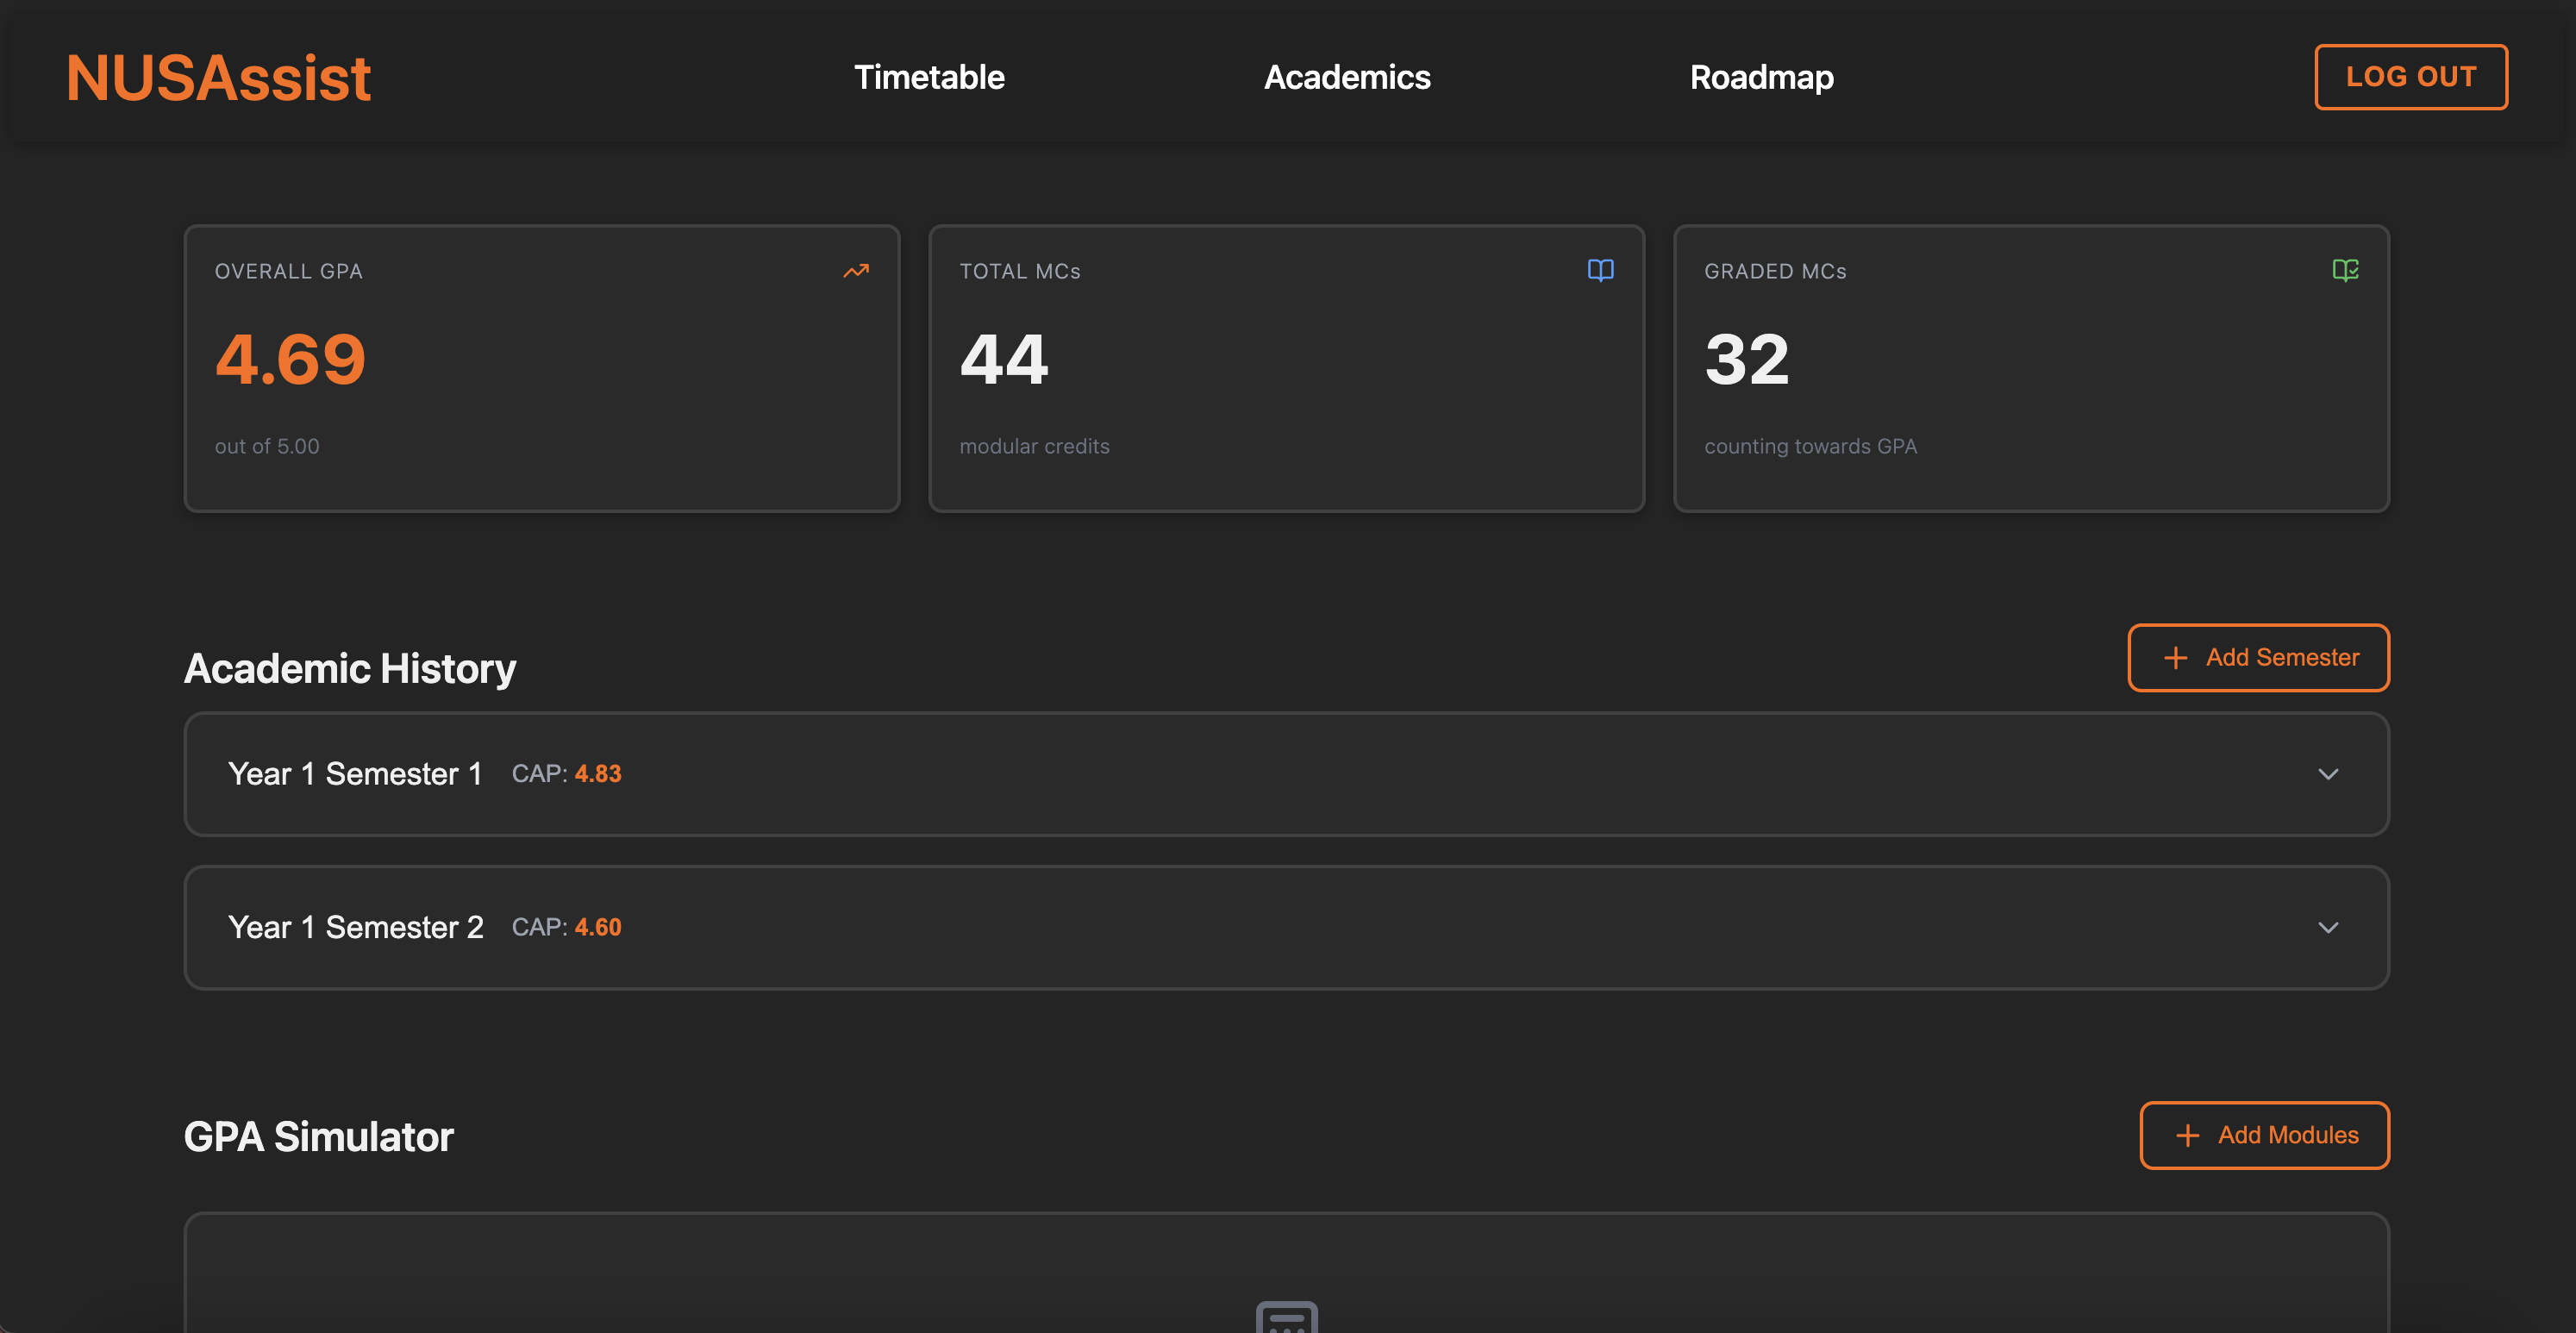 NUSAssist
Timetable
Academics
Roadmap
LOG OUT
OVERALL GPA
4.69
out of 5.00
TOTAL MCs
44
modular credits
GRADED MCs
32
counting towards GPA
Academic History
Add Semester
Year 1 Semester 1 CAP: 4.83
Year 1 Semester 2 CAP: 4.60
GPA Simulator
Add Modules